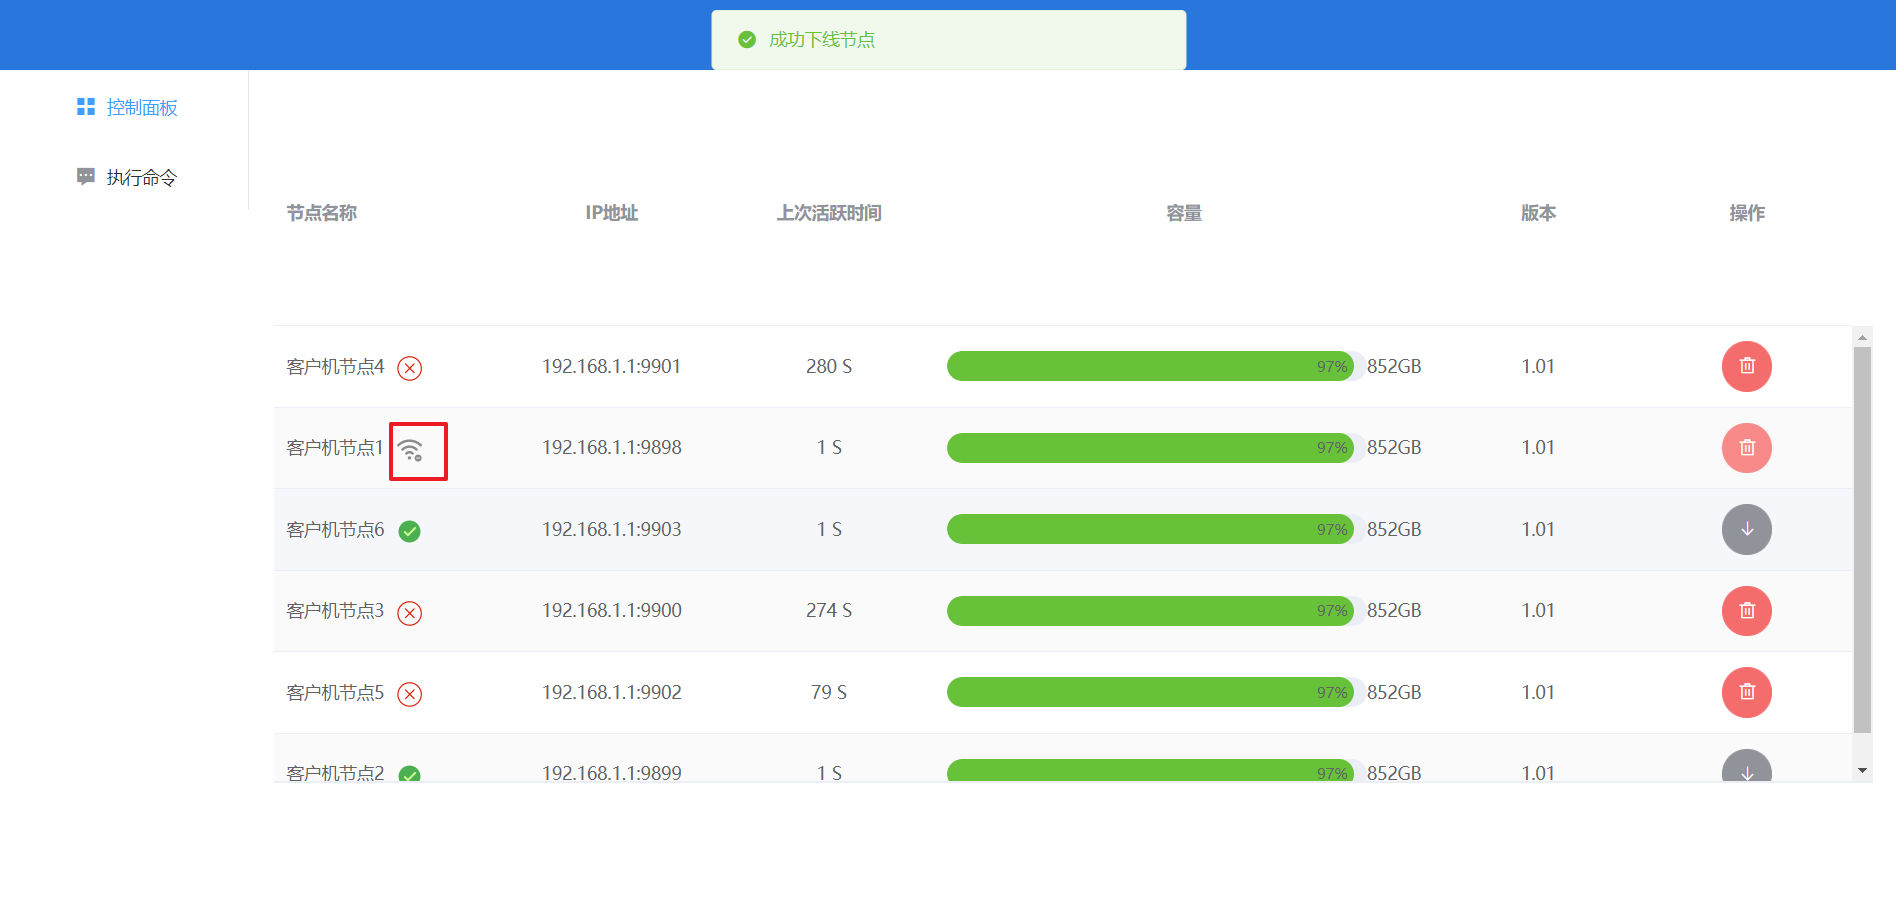 成功下线节点
控制面板
执行命令
节点名称 IP地址 上次活跃时间 容量 版本 操作
客户机节点4 192.168.1.1:9901 280 S 97% 852GB 1.01
客户机节点1 192.168.1.1:9898 1 S 97% 852GB 1.01
客户机节点6 192.168.1.1:9903 1 S 97% 852GB 1.01
客户机节点3 192.168.1.1:9900 274 S 97% 852GB 1.01
客户机节点5 192.168.1.1:9902 79 S 97% 852GB 1.01
客户机节点2 192.168.1.1:9899 1 S 97% 852GB 1.01